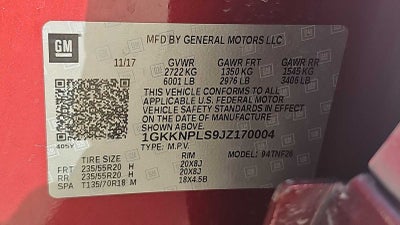 GM
MFD BY GENERAL MOTORS LLC
11/17 GVWR GAWR FRT GAWR RR
2722 KG 1350 KG 1545 KG
6001 LB 2976 LB 3406 LB
THIS VEHICLE CONFORMS TO ALL
APPLICABLE U.S. FEDERAL MOTOR
VEHICLE SAFETY STANDARDS IN EFFECT
ON THE DATE OF MANUFACTURE
SHOWN ABOVE.
1GKKNPLS9JZ170004
405Y
TYPE: M.P.V. MODEL: 94TNF26
TIRE SIZE RIM
FRT 235/55R20 H 20X8J
RR 235/55R20 H 20X8J
SPA T135/70R18 M 18X4.5B